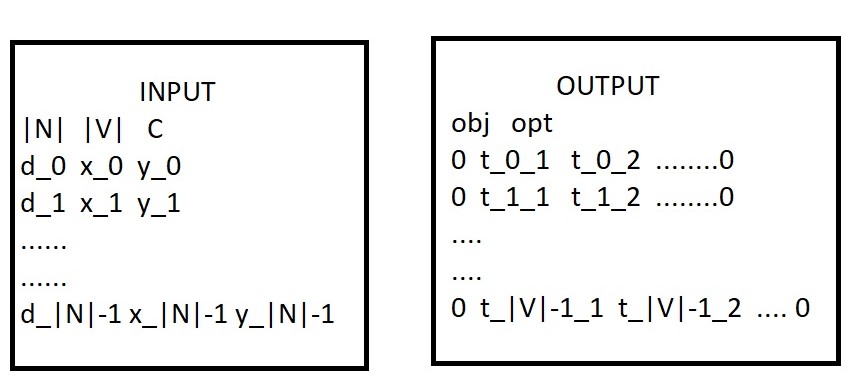 INPUT
|N| |V| C
d_0 x_0 y_0
d_1 x_1 y_1
......
......
d_|N|-1 x_|N|-1 y_|N|-1
OUTPUT
obj opt
0 t_0_1 t_0_2 ........0
0 t_1_1 t_1_2 ........0
....
....
0 t_|V|-1_1 t_|V|-1_2 .... 0